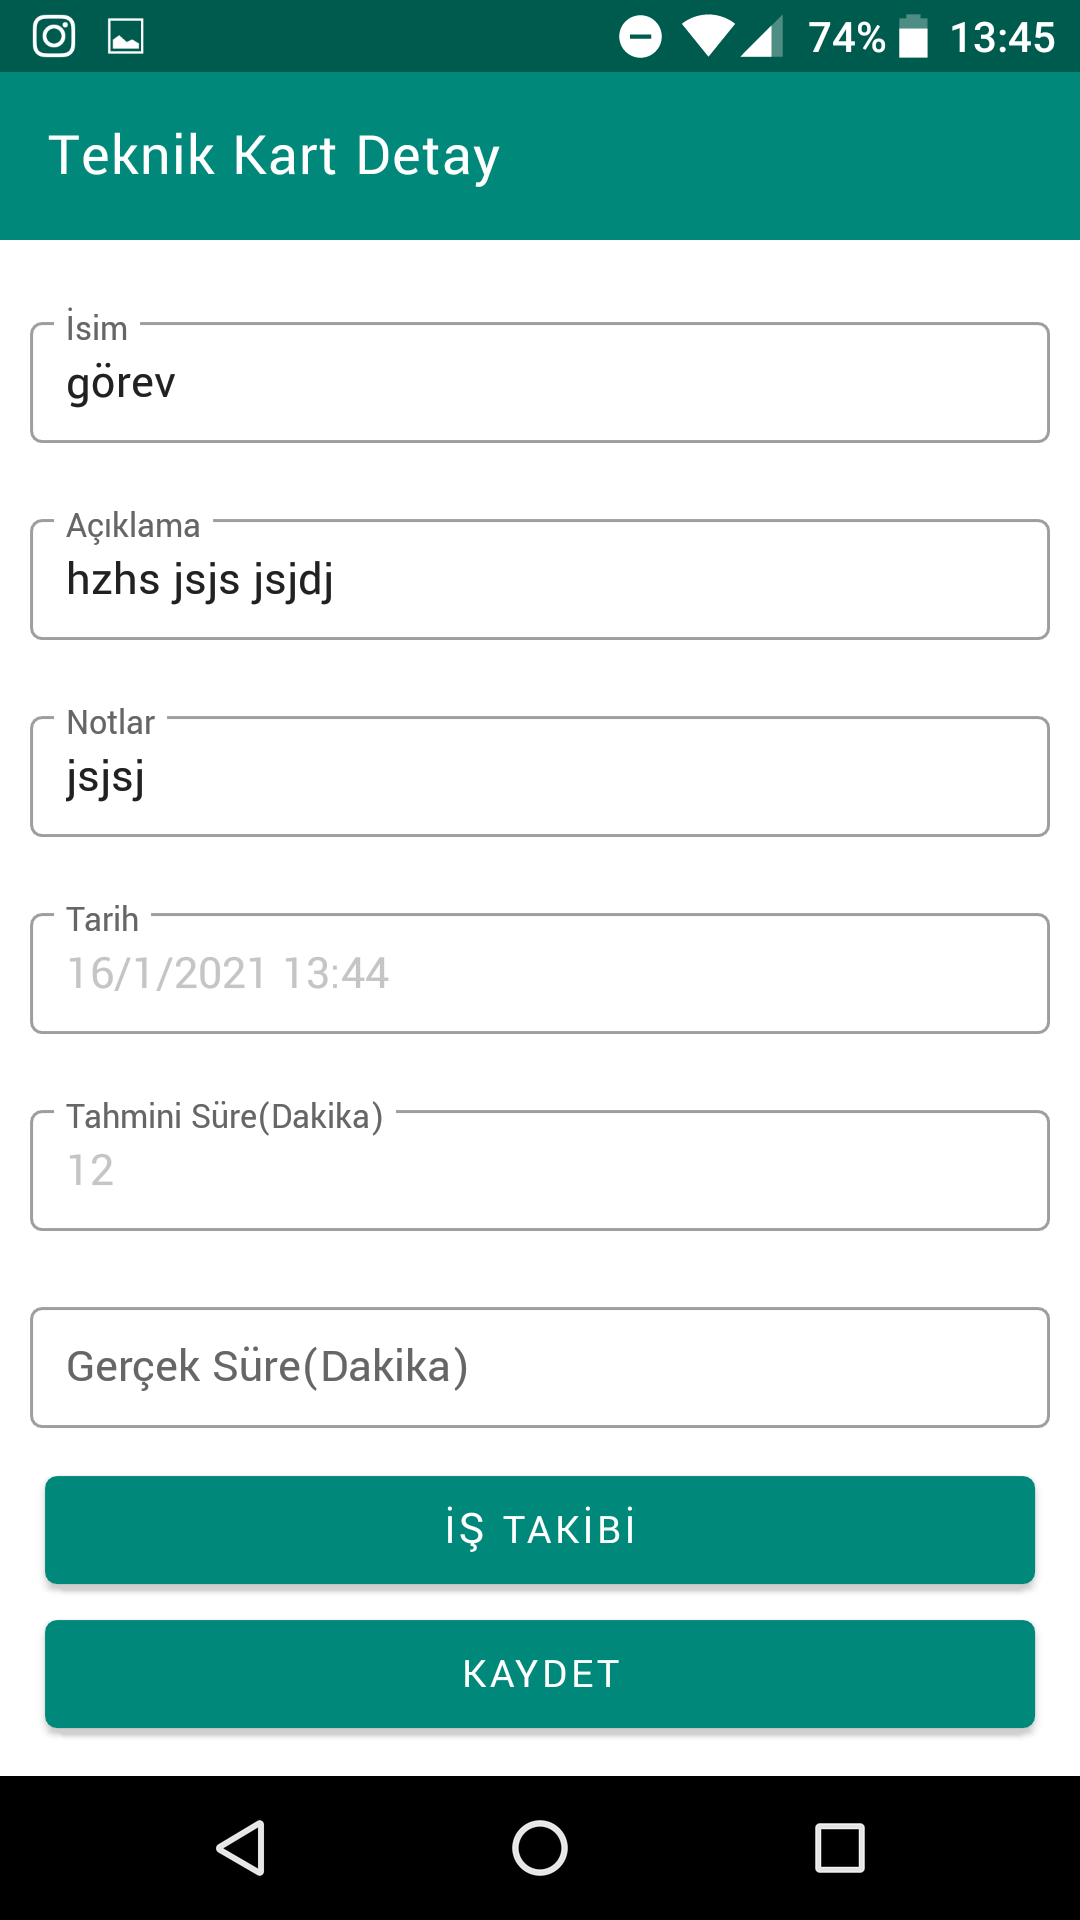 74% 13:45
Teknik Kart Detay
İsim
görev
Açıklama
hzhs jsjs jsjdj
Notlar
jsjsj
Tarih
16/1/2021 13:44
Tahmini Süre(Dakika)
12
Gerçek Süre(Dakika)
İŞ TAKİBİ
KAYDET